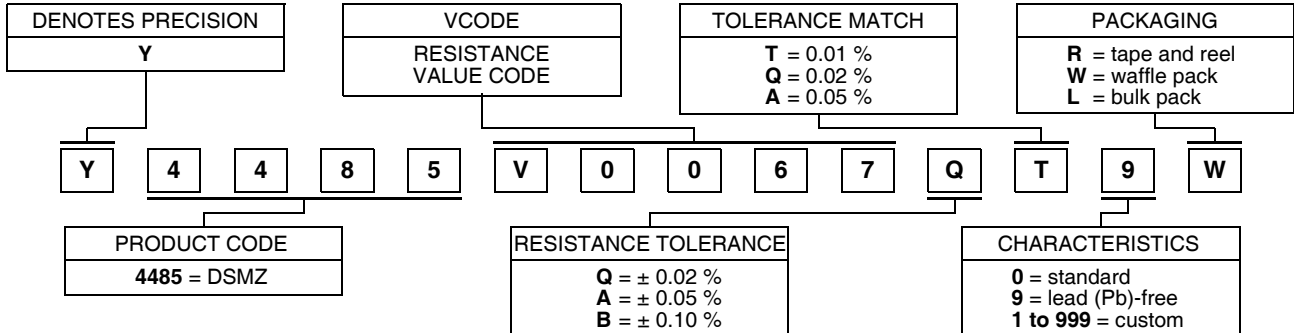 DENOTES PRECISION
Y
VCODE
RESISTANCE
VALUE CODE
TOLERANCE MATCH
T = 0.01 %
Q = 0.02 %
A = 0.05 %
PACKAGING
R = tape and reel
W = waffle pack
L = bulk pack
Y 4 4 8 5 V 0 0 6 7 Q T 9 W
PRODUCT CODE
4485 = DSMZ
RESISTANCE TOLERANCE
Q = ± 0.02 %
A = ± 0.05 %
B = ± 0.10 %
CHARACTERISTICS
0 = standard
9 = lead (Pb)-free
1 to 999 = custom